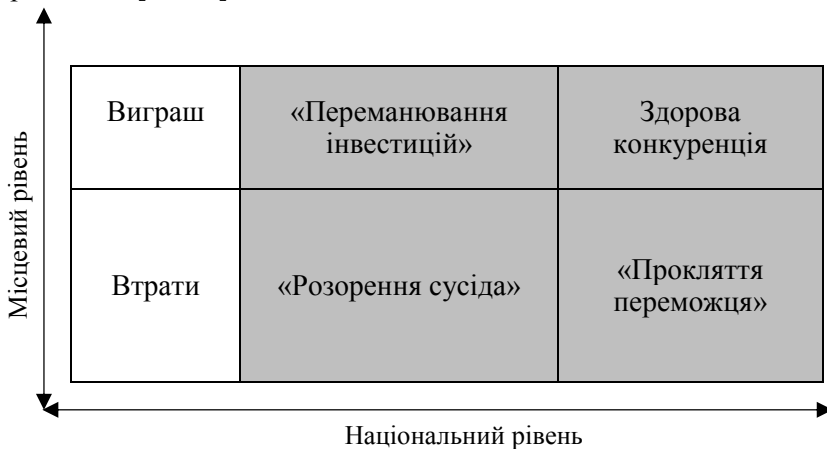 Виграш
«Переманювання
інвестицій»
Здорова
конкуренція
Місцевий рівень
Втрати
«Розорення сусіда»
«Прокляття
переможця»
Національний рівень